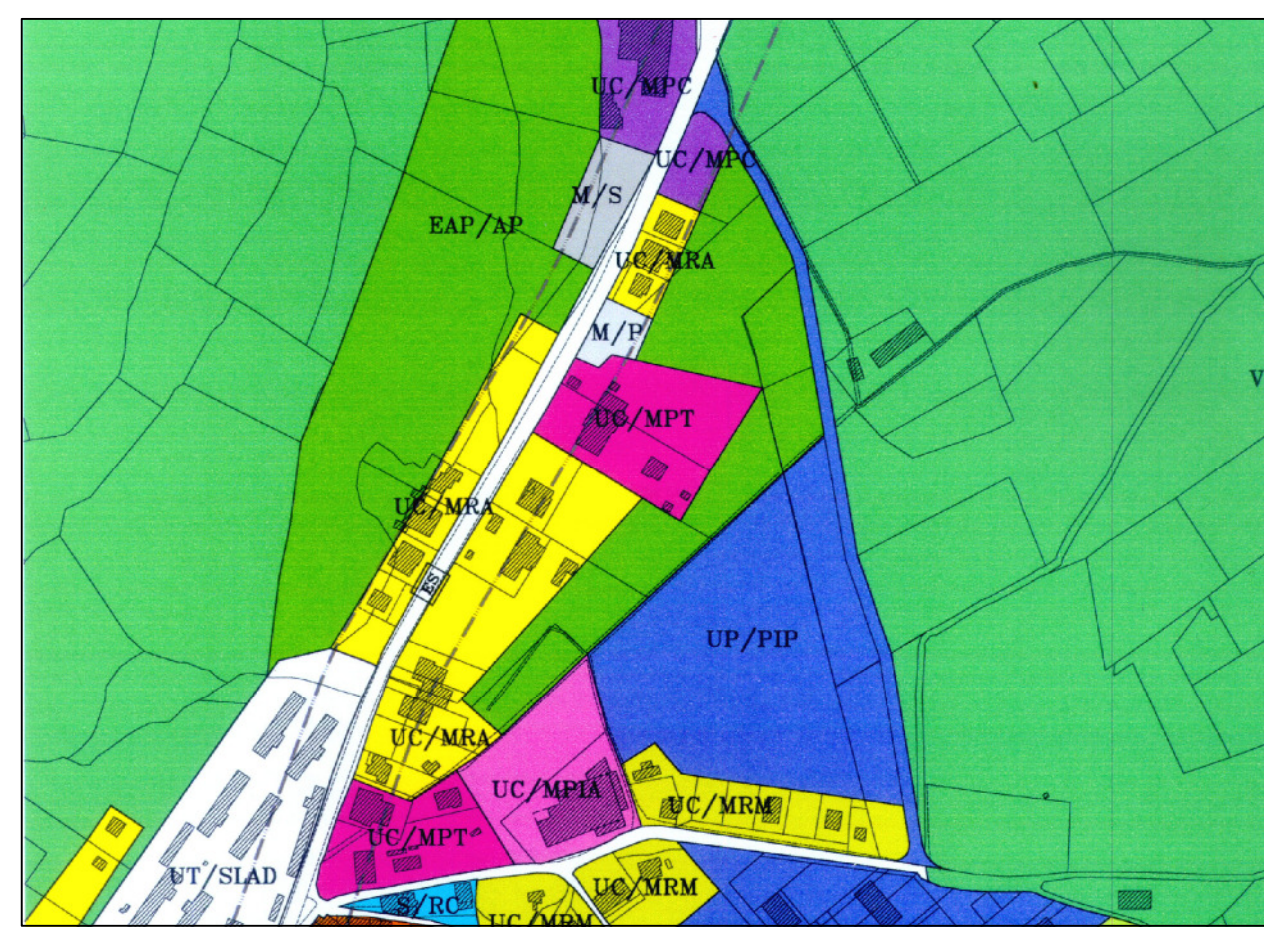 UC/MPC
UC/MPC
M/S
EAP/AP
UC/MRA
M/P
V
UC/MPT
UC/MRA
ES
UP/PIP
UC/MRA
UC/MPIA
UC/MRM
UC/MPT
UT/SLAD
UC/MRM
S/RC
UC/MRM